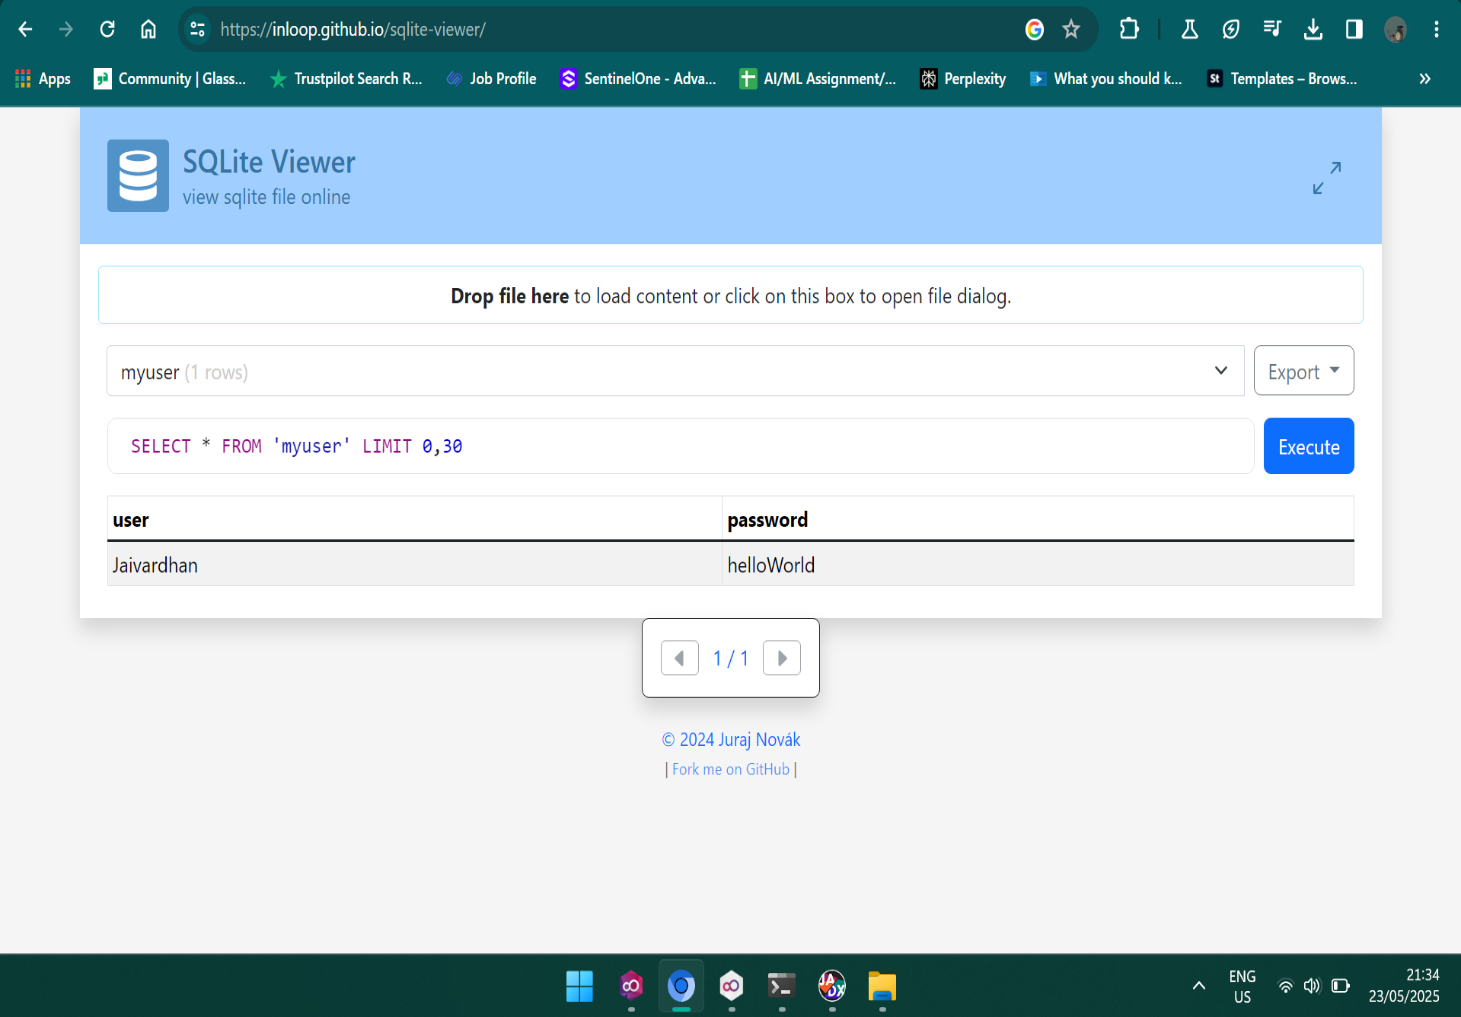 https://inloop.github.io/sqlite-viewer/
Apps
Community | Glass...
Trustpilot Search R...
Job Profile
SentinelOne - Adva...
AI/ML Assignment/...
Perplexity
St
What you should k...
Templates – Brows...
»
SQLite Viewer
view sqlite file online
Drop file here to load content or click on this box to open file dialog.
myuser (1 rows)
Export
SELECT * FROM 'myuser' LIMIT 0,30
Execute
user password
Jaivardhan helloWorld
1 / 1
© 2024 Juraj Novák
| Fork me on GitHub |
JADX
ENG
US
21:34
23/05/2025